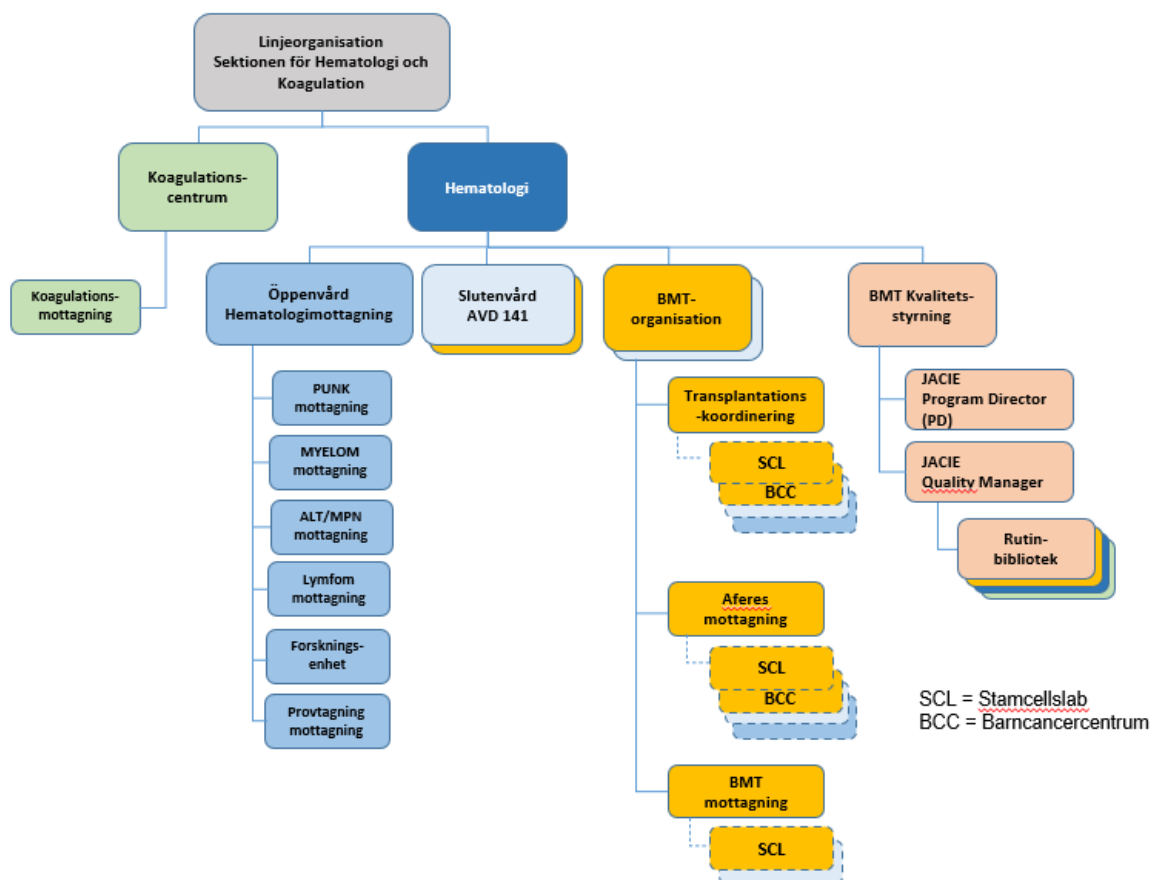 Linjeorganisation
Sektionen för Hematologi och
Koagulation
Koagulations-
centrum
Hematologi
Koagulations-
mottagning
Öppenvård
Hematologimottagning
Slutenvård
AVD 141
BMT-
organisation
BMT Kvalitets-
styrning
PUNK
mottagning
MYELOM
mottagning
ALT/MPN
mottagning
Lymfom
mottagning
Forsknings-
enhet
Provtagning
mottagning
Transplantations
-koordinering
SCL
BCC
Aferes
mottagning
SCL
BCC
BMT
mottagning
SCL
JACIE
Program Director
(PD)
JACIE
Quality Manager
Rutin-
bibliotek
SCL = Stamcellslab
BCC = Barncancercentrum